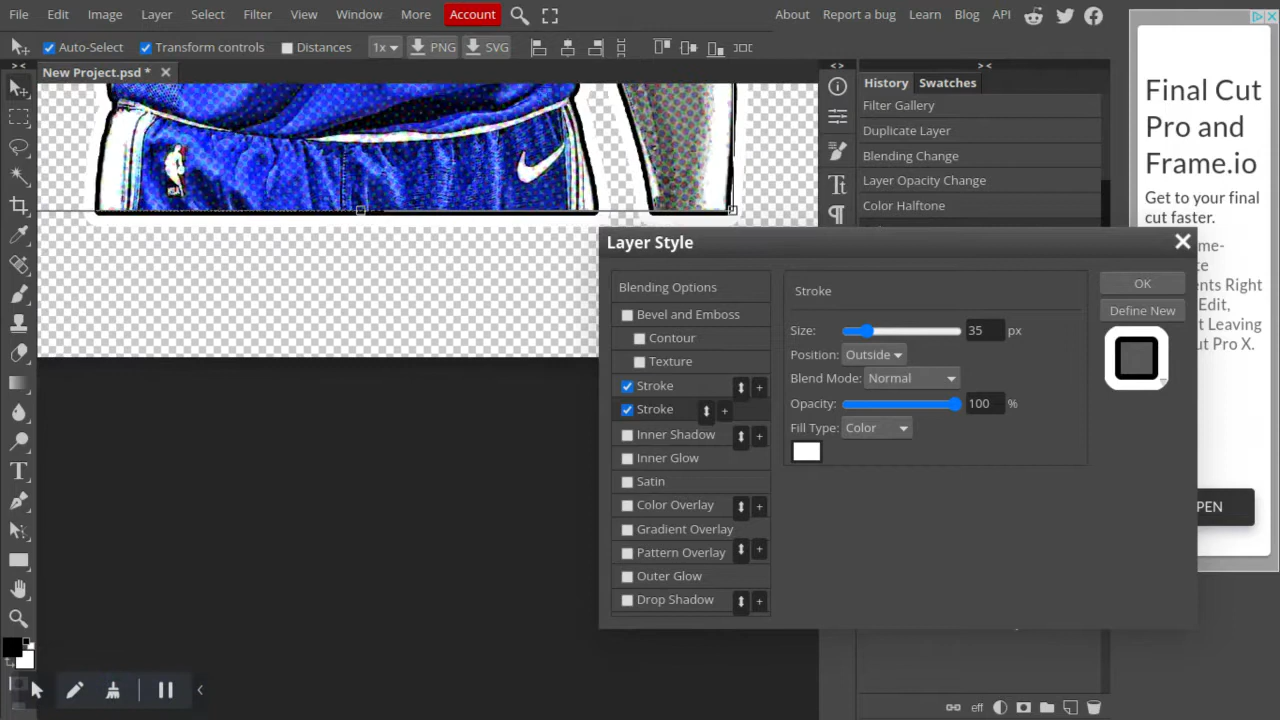 File Edit Image Layer Select Filter View Window More Account About Report a bug Learn Blog API
Auto-Select Transform controls Distances 1x PNG SVG
New Project.psd *
History Swatches
Filter Gallery
Duplicate Layer
Blending Change
Layer Opacity Change
Color Halftone
Final Cut
Pro and
Frame.io
Get to your final
cut faster.
Layer Style
Blending Options
Bevel and Emboss
Contour
Texture
Stroke
Stroke
Inner Shadow
Inner Glow
Satin
Color Overlay
Gradient Overlay
Pattern Overlay
Outer Glow
Drop Shadow
Stroke
Size: 35 px
Position: Outside
Blend Mode: Normal
Opacity: 100 %
Fill Type: Color
OK
Define New
ents Right
Edit,
t Leaving
ut Pro X.
PEN
eff
NBA